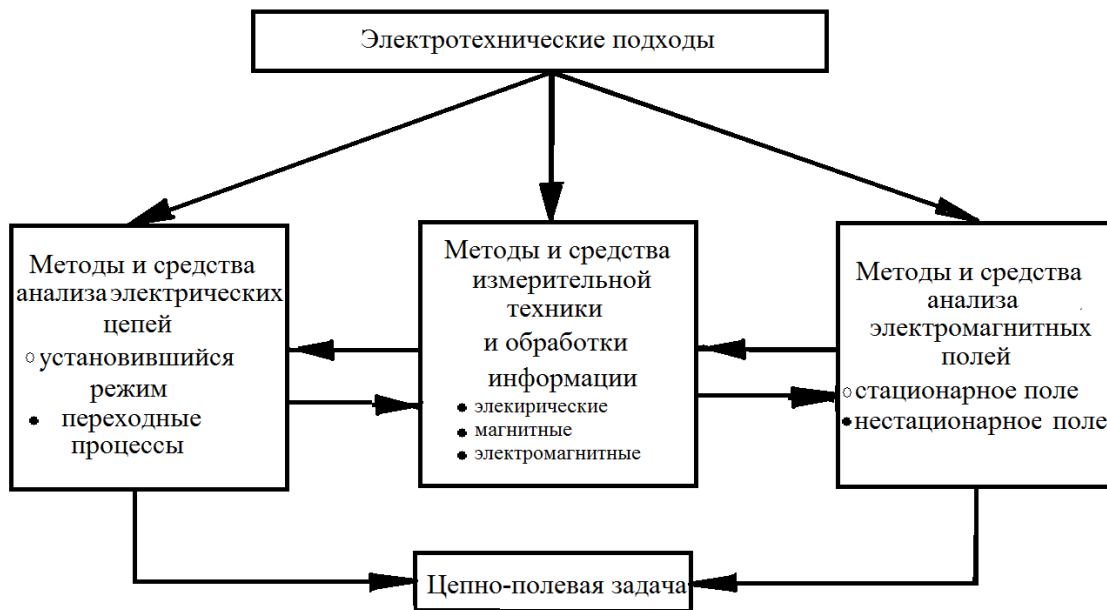 Электротехнические подходы
Методы и средства
анализа электрических
цепей
○ установившийся
режим
● переходные
процессы
Методы и средства
измерительной
техники
и обработки
информации
● элекирические
● магнитные
● электромагнитные
Методы и средства
анализа
электромагнитных
полей
○ стационарное поле
● нестационарное поле
Цепно-полевая задача